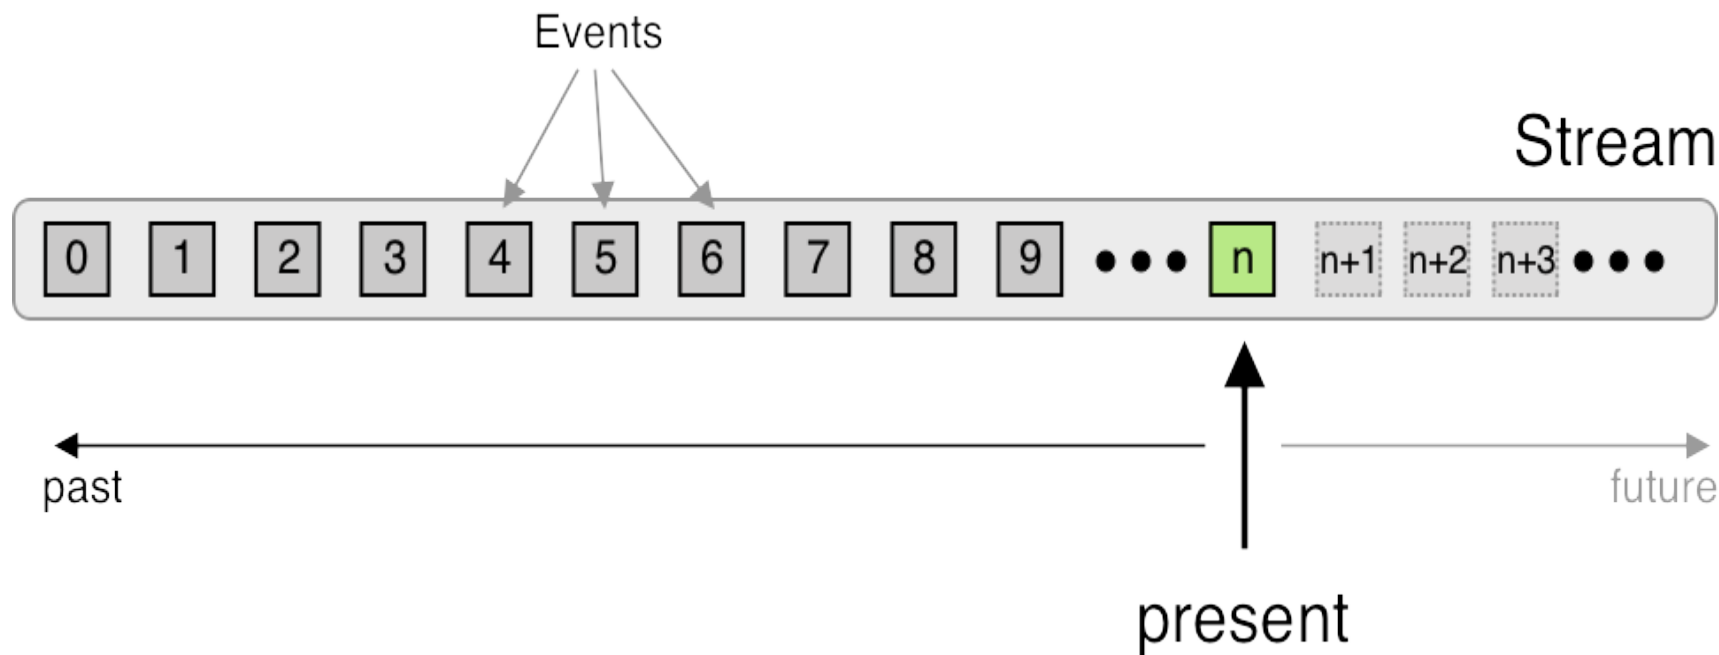 Events
Stream
0 1 2 3 4 5 6 7 8 9 ••• n n+1 n+2 n+3 •••
past
future
present